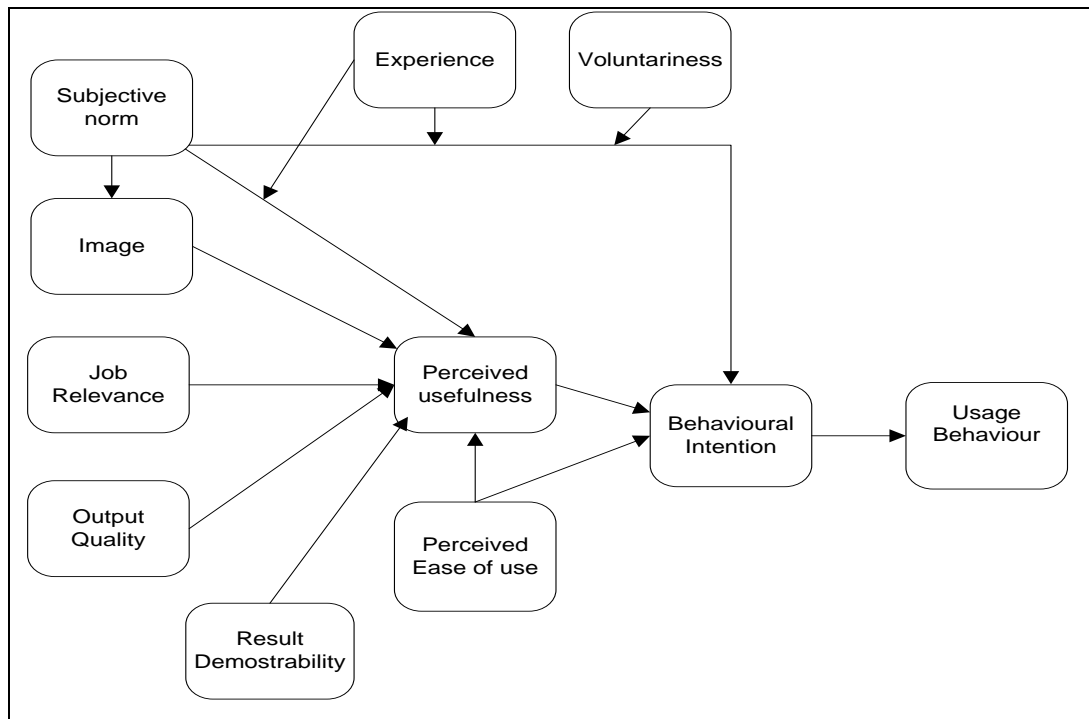 Experience
Voluntariness
Subjective
norm
Image
Job
Relevance
Perceived
usefulness
Behavioural
Intention
Usage
Behaviour
Output
Quality
Perceived
Ease of use
Result
Demostrability